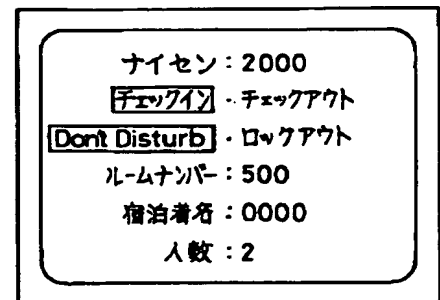 ナイセン：2000
チェックイン・チェックアウト
Don't Disturb・ロックアウト
ルームナンバー：500
宿泊者名：0000
人数：2